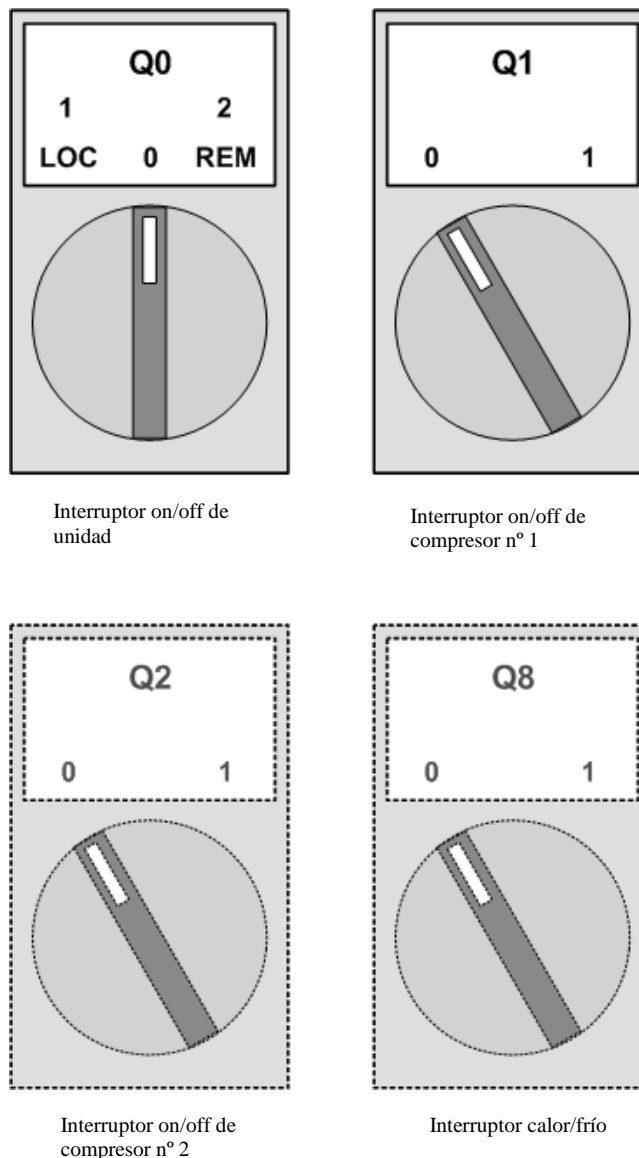 Q0
1 2
LOC 0 REM
Interruptor on/off de
unidad
Q1
0 1
Interruptor on/off de
compresor nº 1
Q2
0 1
Interruptor on/off de
compresor nº 2
Q8
0 1
Interruptor calor/frío